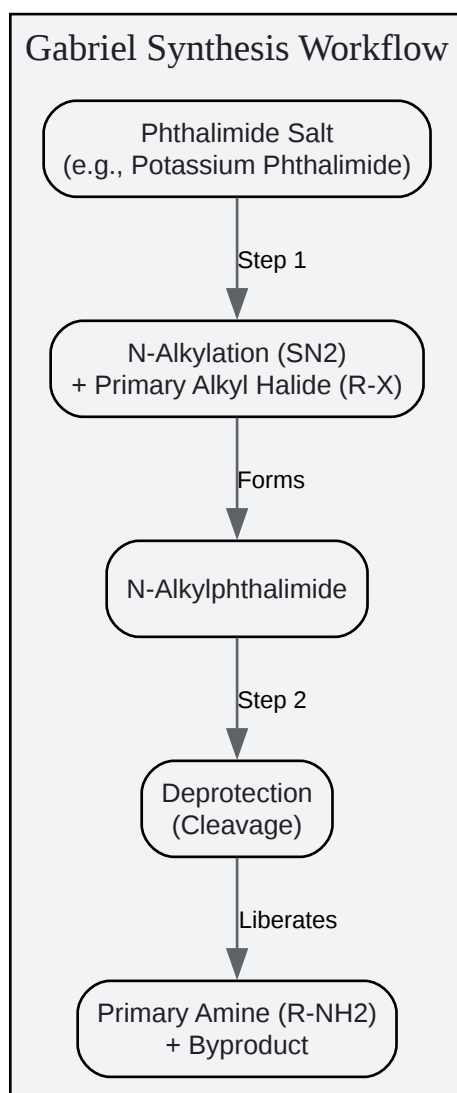 Gabriel Synthesis Workflow
Phthalimide Salt
(e.g., Potassium Phthalimide)
Step 1
N-Alkylation (SN2)
+ Primary Alkyl Halide (R-X)
Forms
N-Alkylphthalimide
Step 2
Deprotection
(Cleavage)
Liberates
Primary Amine (R-NH2)
+ Byproduct